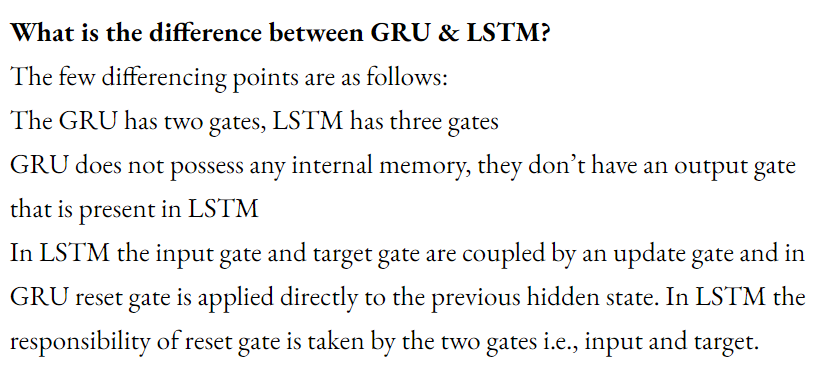 What is the difference between GRU & LSTM?
The few differencing points are as follows:
The GRU has two gates, LSTM has three gates
GRU does not possess any internal memory, they don’t have an output gate
that is present in LSTM
In LSTM the input gate and target gate are coupled by an update gate and in
GRU reset gate is applied directly to the previous hidden state. In LSTM the
responsibility of reset gate is taken by the two gates i.e., input and target.